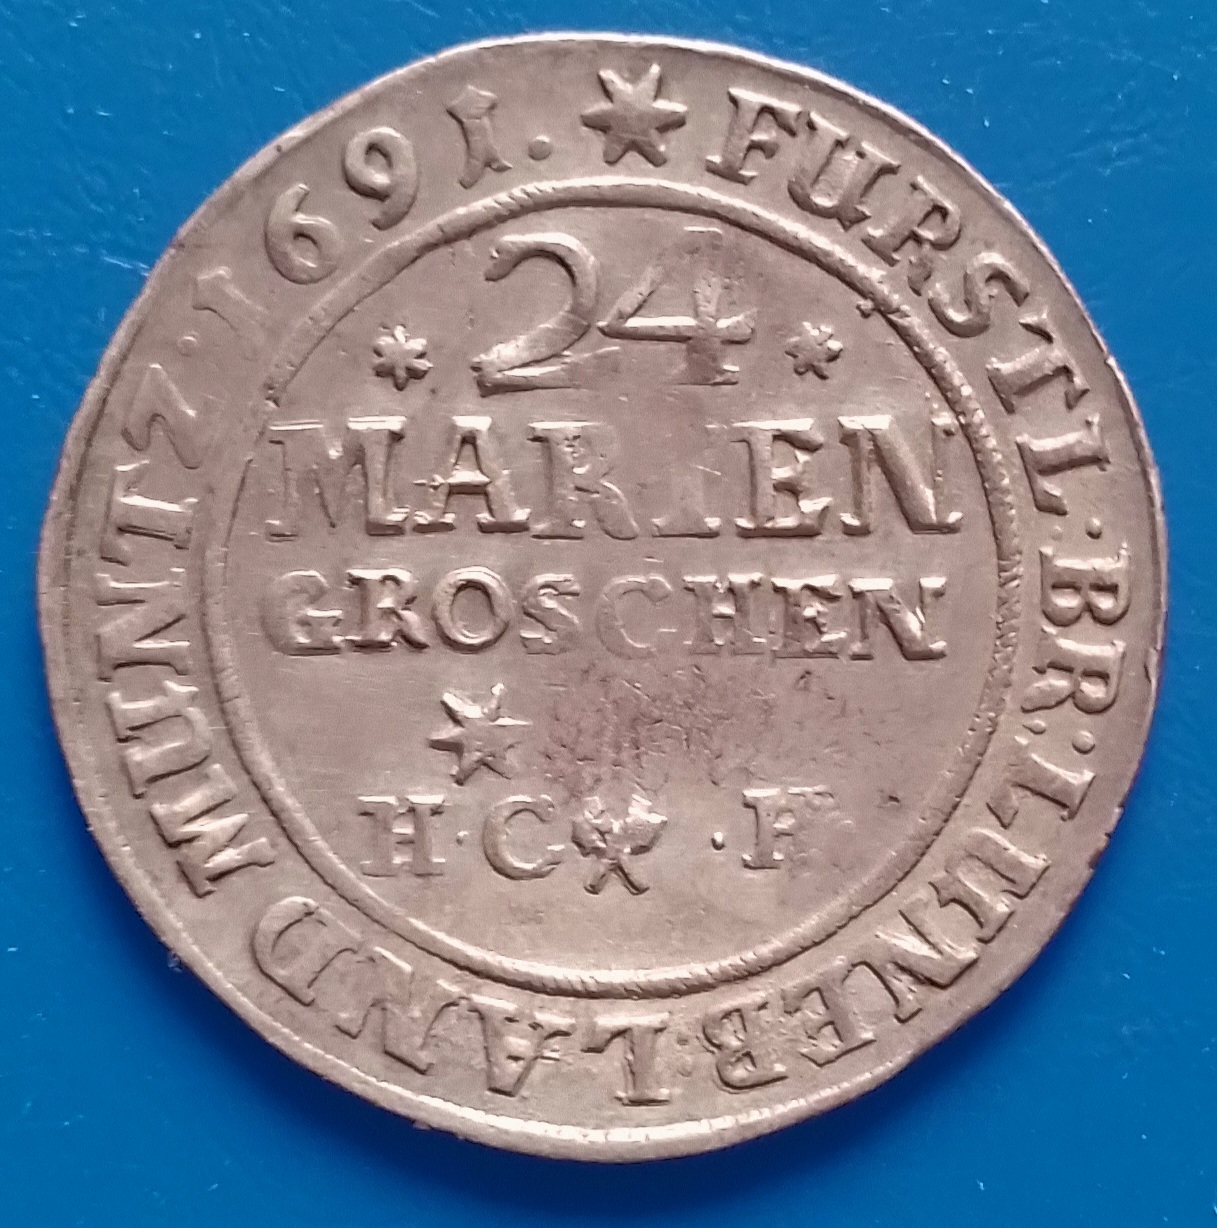 FURSTL·BR·LUNEB·LAND MUNTZ·1691.
24
MARIEN
GROSCHEN
H·C·F